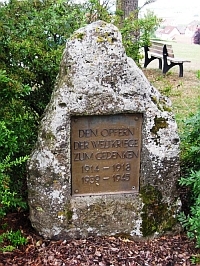 DEN OPFERN
DER WELTKRIEGE
ZUM GEDENKEN
1914 - 1918
1939 - 1945